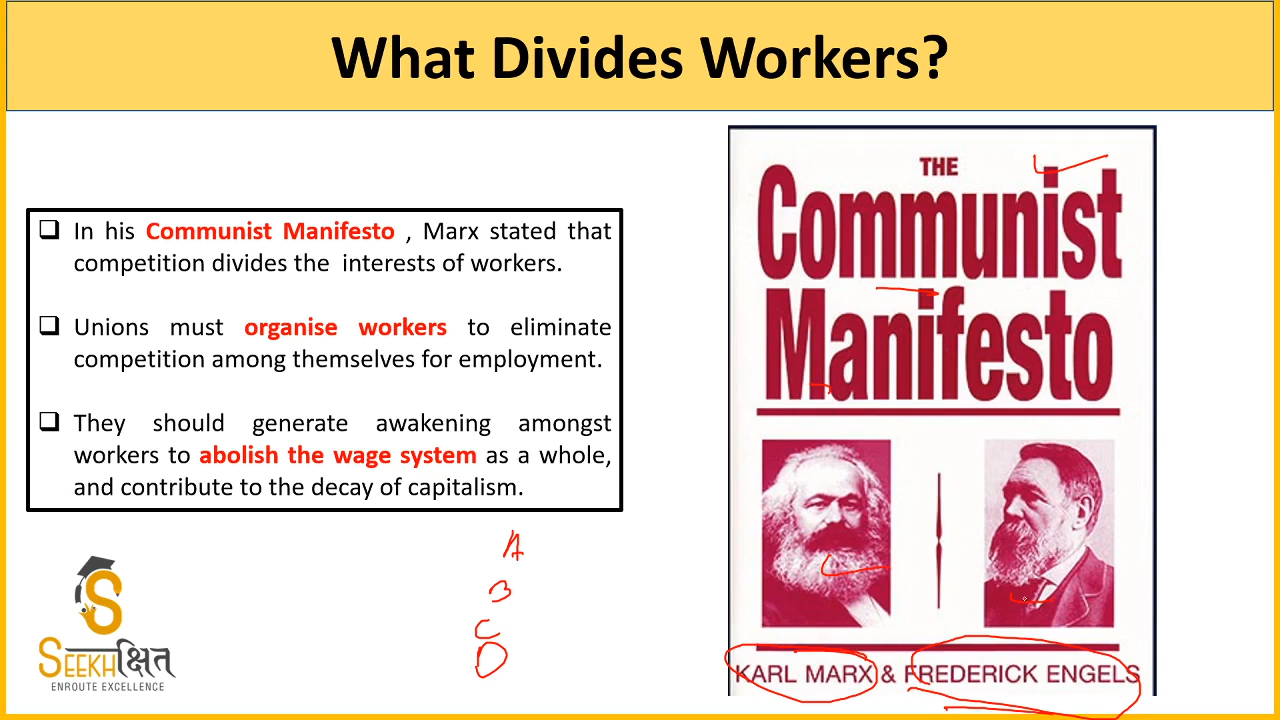 What Divides Workers?
In his Communist Manifesto , Marx stated that
competition divides the interests of workers.
Unions must organise workers to eliminate
competition among themselves for employment.
They should generate awakening amongst
workers to abolish the wage system as a whole,
and contribute to the decay of capitalism.
A
B
C
D
S
SEEKHक्षित
ENROUTE EXCELLENCE
THE
Communist
Manifesto
KARL MARX & FREDERICK ENGELS